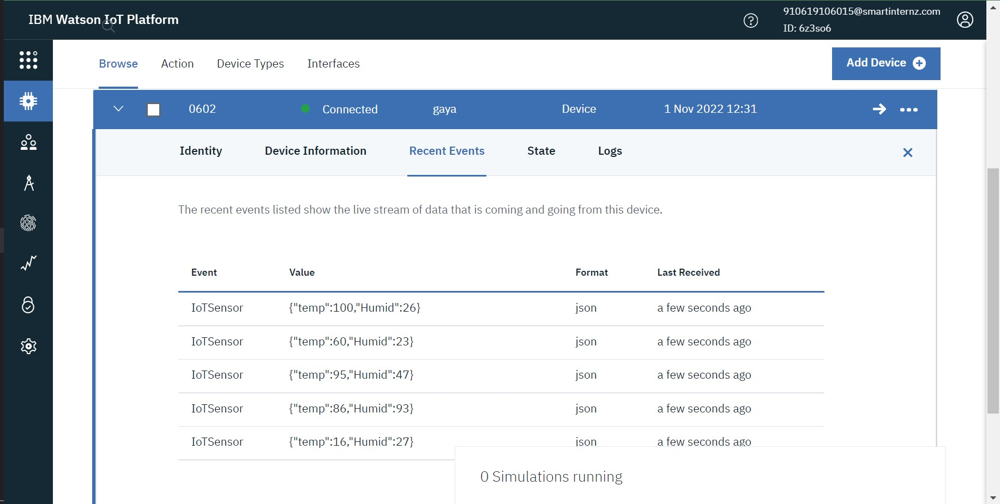 IBM Watson IoT Platform
910619106015@smartinternz.com
ID: 6z3so6
Browse Action Device Types Interfaces
Add Device
0602 Connected gaya Device 1 Nov 2022 12:31
Identity Device Information Recent Events State Logs
The recent events listed show the live stream of data that is coming and going from this device.
Event Value Format Last Received
IoTSensor {"temp":100,"Humid":26} json a few seconds ago
IoTSensor {"temp":60,"Humid":23} json a few seconds ago
IoTSensor {"temp":95,"Humid":47} json a few seconds ago
IoTSensor {"temp":86,"Humid":93} json a few seconds ago
IoTSensor {"temp":16,"Humid":27} json a few seconds ago
0 Simulations running